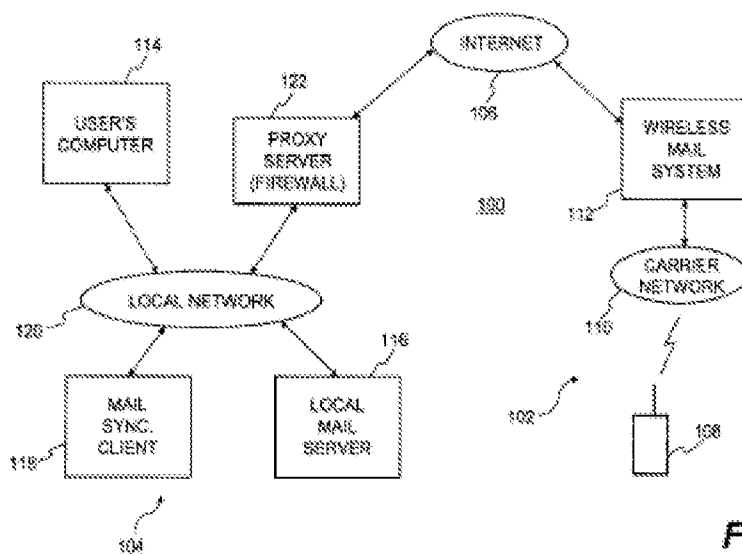 114
USER'S
COMPUTER
122
PROXY
SERVER
(FIREWALL)
INTERNET
106
WIRELESS
MAIL
SYSTEM
112
100
CARRIER
NETWORK
110
LOCAL NETWORK
120
116
MAIL
SYNC.
CLIENT
118
LOCAL
MAIL
SERVER
102
108
104
F